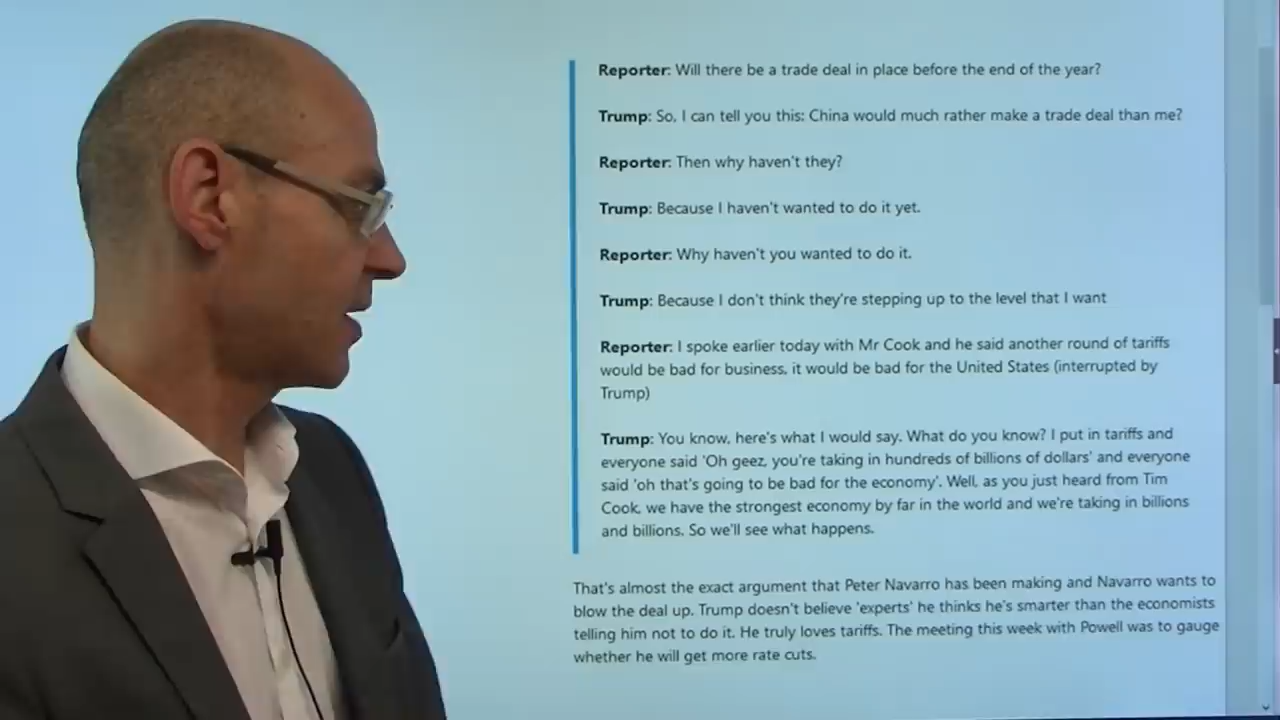 Reporter: Will there be a trade deal in place before the end of the year?
Trump: So, I can tell you this: China would much rather make a trade deal than me?
Reporter: Then why haven't they?
Trump: Because I haven't wanted to do it yet.
Reporter: Why haven't you wanted to do it.
Trump: Because I don't think they're stepping up to the level that I want
Reporter: I spoke earlier today with Mr Cook and he said another round of tariffs
would be bad for business, it would be bad for the United States (interrupted by
Trump)
Trump: You know, here's what I would say. What do you know? I put in tariffs and
everyone said 'Oh geez, you're taking in hundreds of billions of dollars' and everyone
said 'oh that's going to be bad for the economy'. Well, as you just heard from Tim
Cook, we have the strongest economy by far in the world and we're taking in billions
and billions. So we'll see what happens.
That's almost the exact argument that Peter Navarro has been making and Navarro wants to
blow the deal up. Trump doesn't believe 'experts' he thinks he's smarter than the economists
telling him not to do it. He truly loves tariffs. The meeting this week with Powell was to gauge
whether he will get more rate cuts.